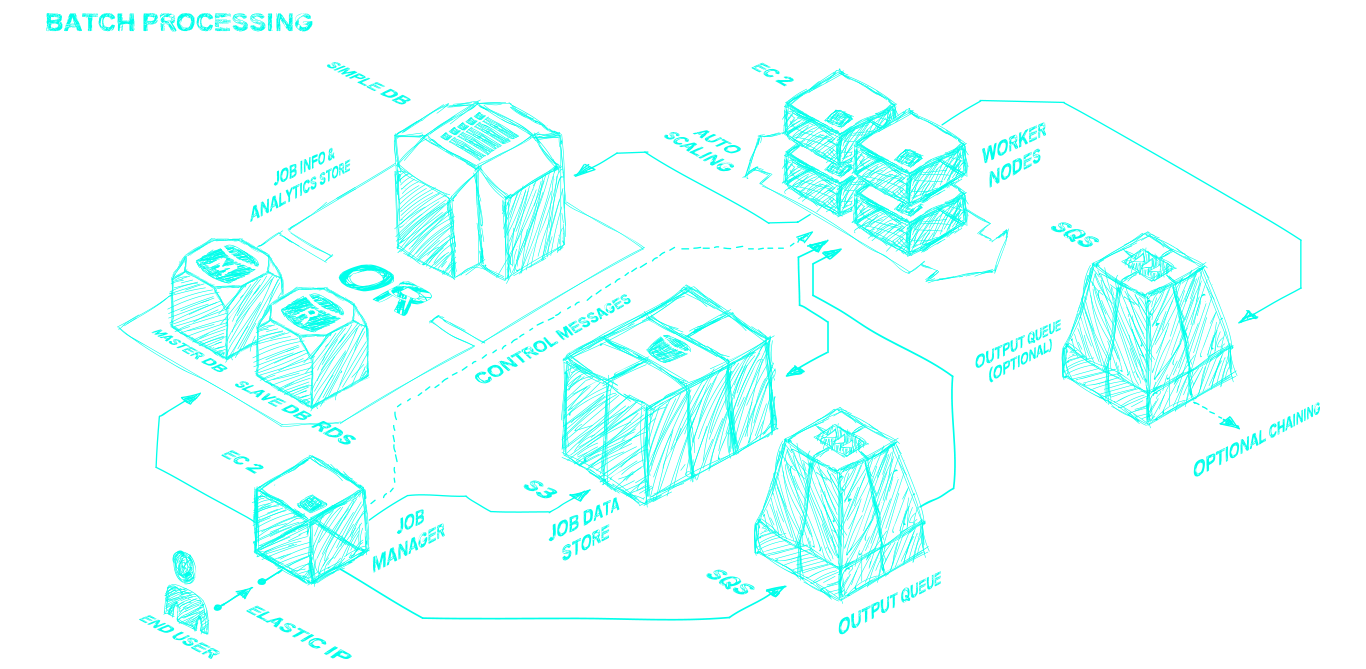 BATCH PROCESSING
SIMPLE DB
EC 2
AUTO
SCALING
WORKER
NODES
JOB INFO &
ANALYTICS STORE
SQS
M
OR
R
MASTER DB
SLAVE DB
RDS
CONTROL MESSAGES
OUTPUT QUEUE
(OPTIONAL)
OPTIONAL CHAINING
EC 2
S3
JOB
MANAGER
JOB DATA
STORE
SQS
OUTPUT QUEUE
END USER
ELASTIC IP